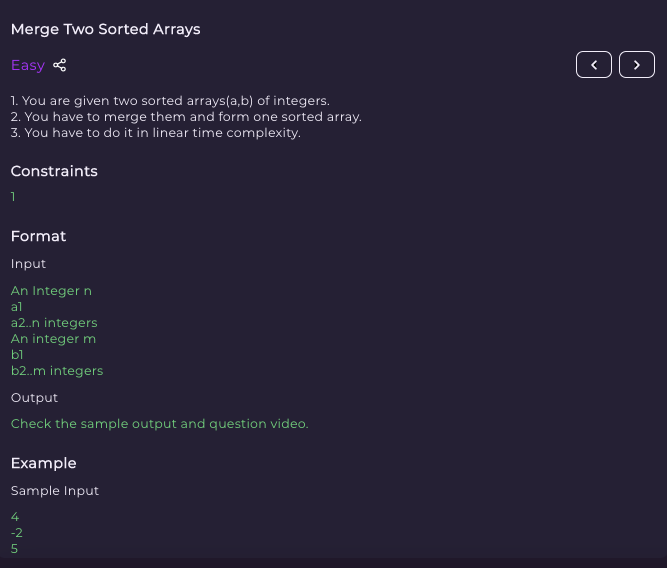 Merge Two Sorted Arrays
Easy
1. You are given two sorted arrays(a,b) of integers.
2. You have to merge them and form one sorted array.
3. You have to do it in linear time complexity.
Constraints
1
Format
Input
An Integer n
a1
a2..n integers
An integer m
b1
b2..m integers
Output
Check the sample output and question video.
Example
Sample Input
4
-2
5